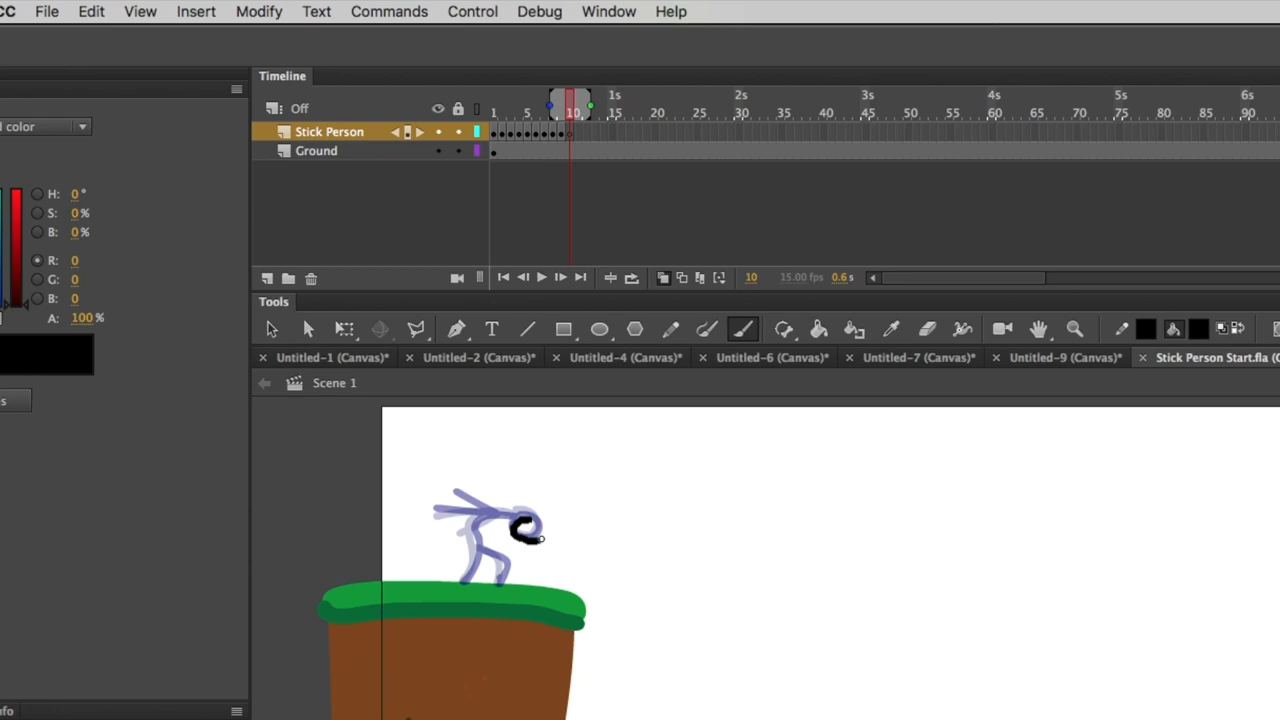 CC File Edit View Insert Modify Text Commands Control Debug Window Help
Timeline
Off 1s 2s 3s 4s 5s 6s
1 5 10 15 20 25 30 35 40 45 50 55 60 65 70 75 80 85 90
d color
Stick Person
Ground
H: 0 °
S: 0 %
B: 0 %
R: 0
G: 0
B: 0
A: 100 %
10 15.00 fps 0.6 s
Tools
T
Untitled-1 (Canvas)* Untitled-2 (Canvas)* Untitled-4 (Canvas)* Untitled-6 (Canvas)* Untitled-7 (Canvas)* Untitled-9 (Canvas)* Stick Person Start.fla (C
Scene 1
s
nfo